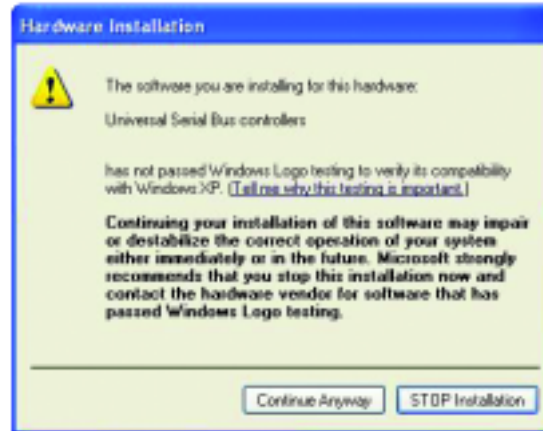 Hardware Installation
The software you are installing for this hardware:
Universal Serial Bus controllers
has not passed Windows Logo testing to verify its compatibility
with Windows XP. (Tell me why this testing is important.)
Continuing your installation of this software may impair
or destabilize the correct operation of your system
either immediately or in the future. Microsoft strongly
recommends that you stop this installation now and
contact the hardware vendor for software that has
passed Windows Logo testing.
Continue Anyway
STOP Installation